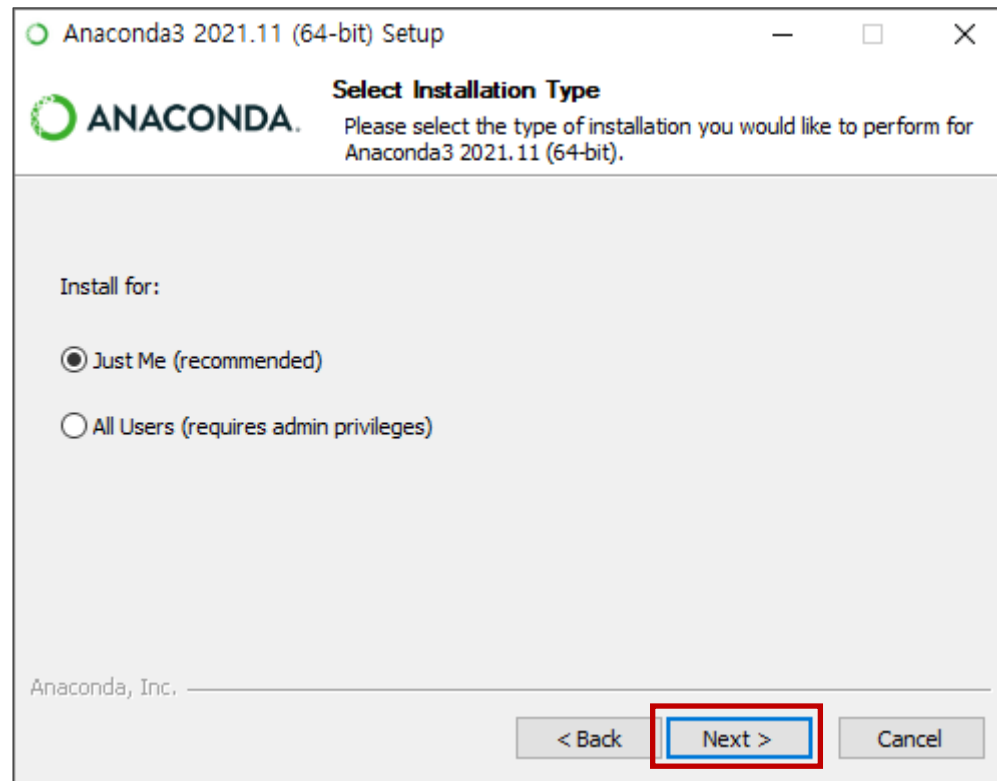 Anaconda3 2021.11 (64-bit) Setup
ANACONDA.
Select Installation Type
Please select the type of installation you would like to perform for
Anaconda3 2021.11 (64-bit).
Install for:
Just Me (recommended)
All Users (requires admin privileges)
Anaconda, Inc.
< Back Next > Cancel